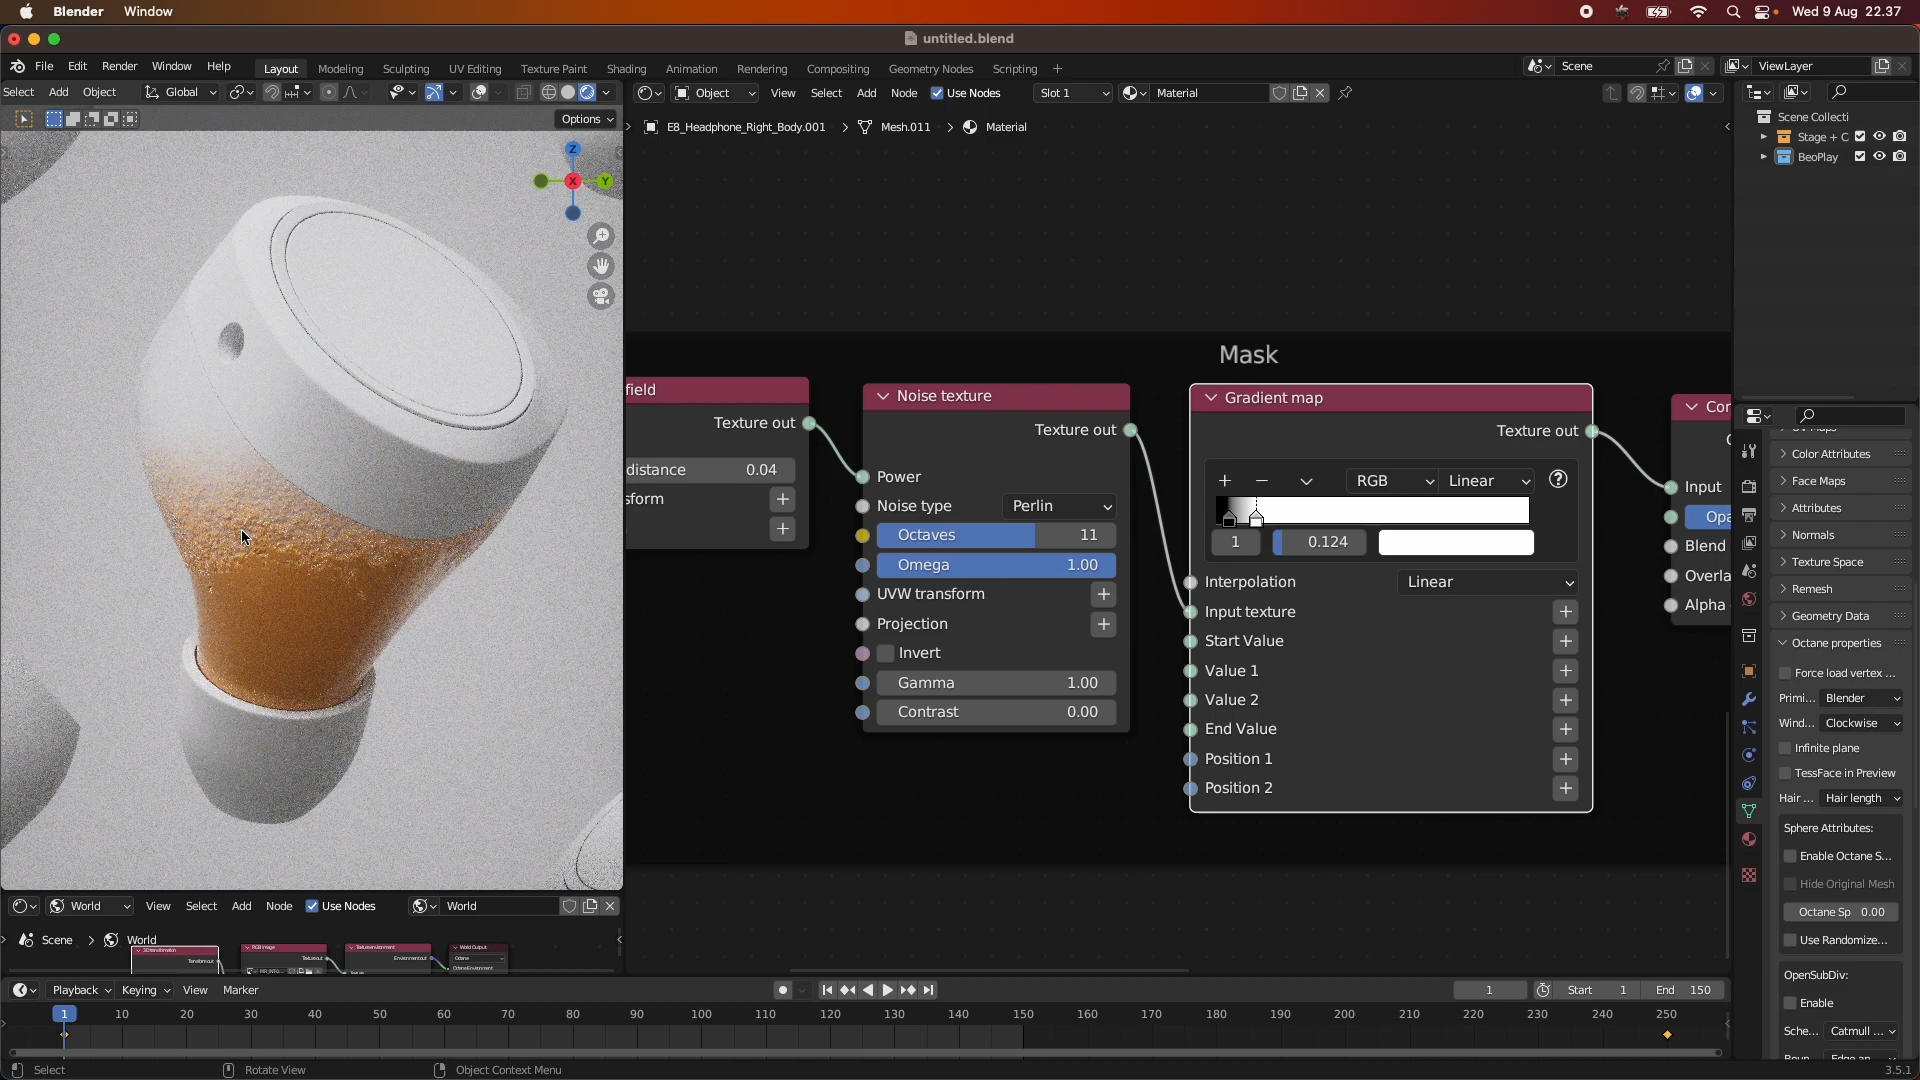 Blender Window Wed 9 Aug 22.37
untitled.blend
File Edit Render Window Help Layout Modeling Sculpting UV Editing Texture Paint Shading Animation Rendering Compositing Geometry Nodes Scripting + Scene ViewLayer
Select Add Object Global Object View Select Add Node Use Nodes Slot 1 Material
Options
E8_Headphone_Right_Body.001 > Mesh.011 > Material
Scene Collecti
Stage + C
BeoPlay
Z
X
Y
Mask
field
Texture out
distance 0.04
sform
Noise texture
Texture out
Power
Noise type Perlin
Octaves 11
Omega 1.00
UVW transform
Projection
Invert
Gamma 1.00
Contrast 0.00
Gradient map
Texture out
RGB Linear
1 0.124
Interpolation Linear
Input texture
Start Value
Value 1
Value 2
End Value
Position 1
Position 2
Input
Blend
Overla
Alpha
Color Attributes
Face Maps
Attributes
Normals
Texture Space
Remesh
Geometry Data
Octane properties
Force load vertex ...
Primi... Blender
Wind... Clockwise
Infinite plane
TessFace in Preview
Hair ... Hair length
Sphere Attributes:
Enable Octane S...
Hide Original Mesh
Octane Sp 0.00
Use Randomize...
OpenSubDiv:
Enable
Sche... Catmull ...
World View Select Add Node Use Nodes World
Scene > World
Playback Keying View Marker 1 Start 1 End 150
1 10 20 30 40 50 60 70 80 90 100 110 120 130 140 150 160 170 180 190 200 210 220 230 240 250
Select Rotate View Object Context Menu 3.5.1